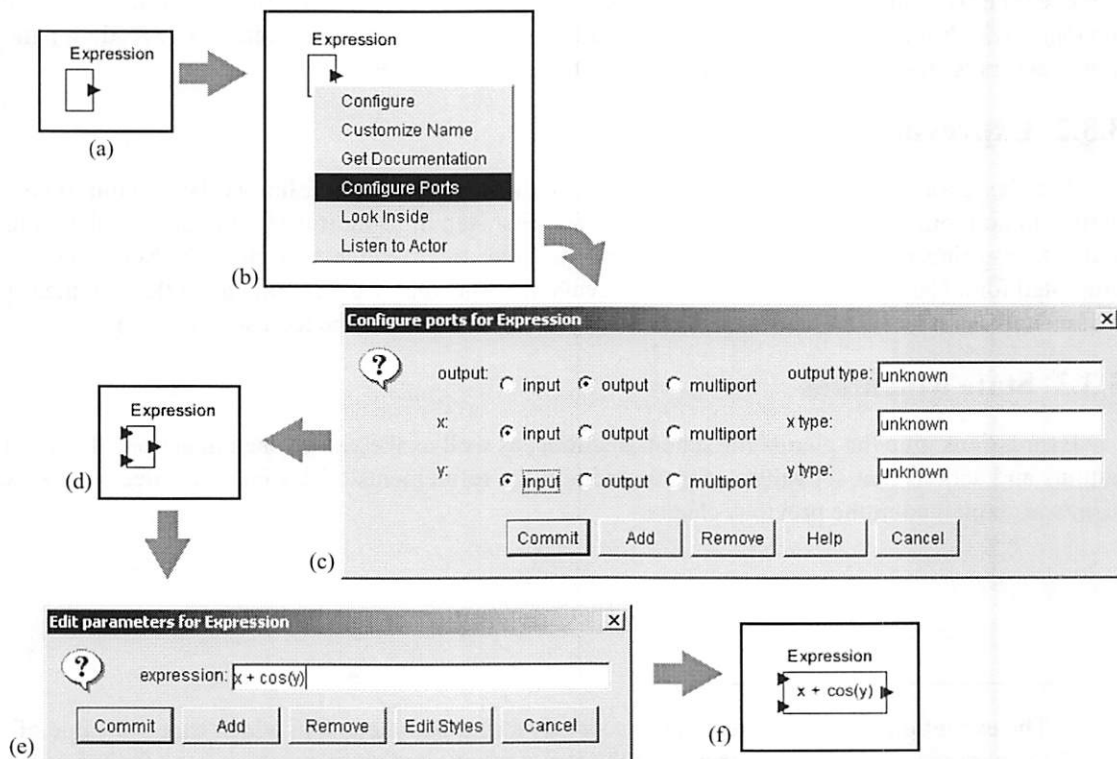 Expression
(a)
Expression
Configure
Customize Name
Get Documentation
Configure Ports
Look Inside
Listen to Actor
(b)
Configure ports for Expression
output: input output multiport output type: unknown
x: input output multiport x type: unknown
y: input output multiport y type: unknown
Commit Add Remove Help Cancel
(c)
Expression
(d)
Edit parameters for Expression
expression: x + cos(y)
Commit Add Remove Edit Styles Cancel
(e)
Expression
x + cos(y)
(f)